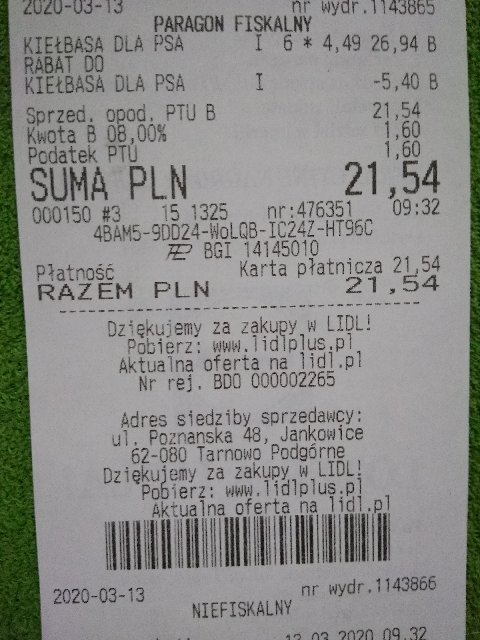 2020-03-13 nr wydr.1143865
PARAGON FISKALNY
KIEŁBASA DLA PSA I 6 * 4,49 26,94 B
RABAT DO
KIEŁBASA DLA PSA I -5,40 B
Sprzed. opod. PTU B 21,54
Kwota B 08,00% 1,60
Podatek PTU 1,60
SUMA PLN 21,54
000150 #3 15 1325 nr:476351 09:32
4BAM5-9DD24-WoLQB-IC24Z-HT96C
BGI 14145010
Płatność Karta płatnicza 21,54
RAZEM PLN 21,54
Dziękujemy za zakupy w LIDL!
Pobierz: www.lidlplus.pl
Aktualna oferta na lidl.pl
Nr rej. BDO 000002265
Adres siedziby sprzedawcy:
ul. Poznanska 48, Jankowice
62-080 Tarnowo Podgórne
Dziękujemy za zakupy w LIDL!
Pobierz: www.lidlplus.pl
Aktualna oferta na lidl.pl
2020-03-13 nr wydr.1143866
NIEFISKALNY
13.03.2020 09.32